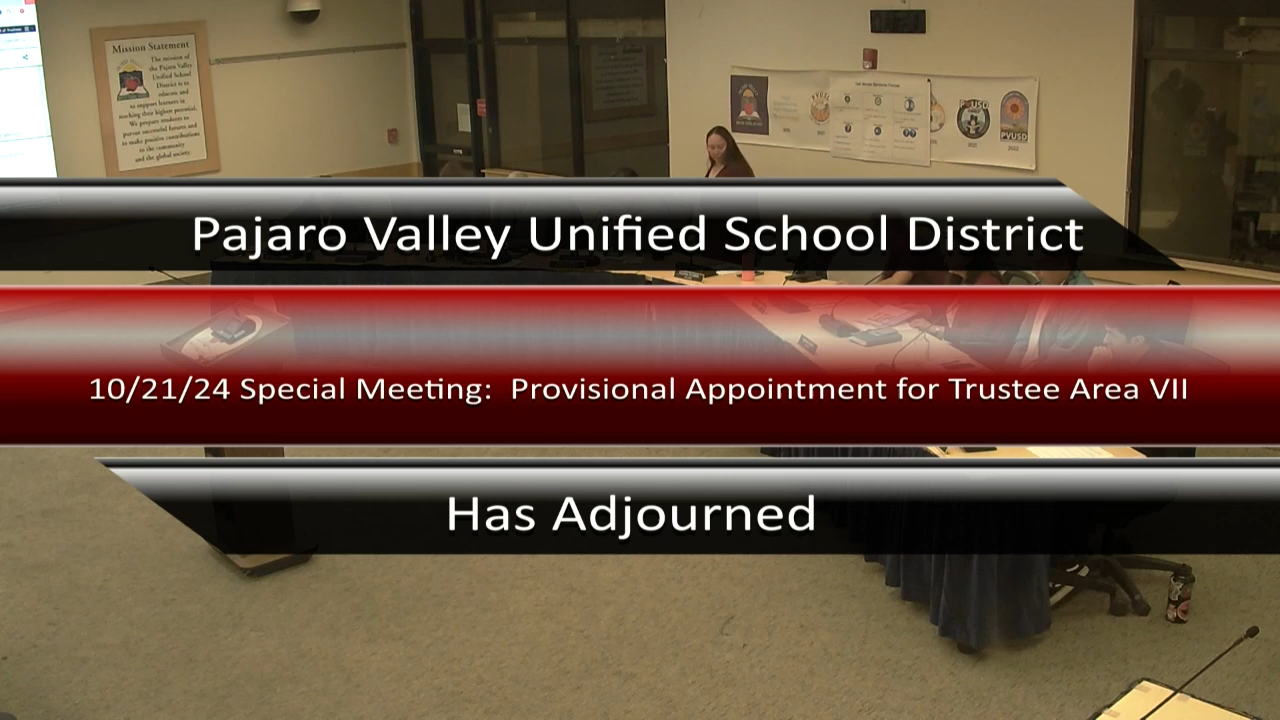 Mission Statement
The mission of
the Pajaro Valley
Unified School
District is to
educate and
to support learners in
reaching their highest potential.
We prepare students to
pursue successful futures and
to make positive contributions
to the community
and the global society.
PVUSD
2021
PVUSD
2022
Pajaro Valley Unified School District
10/21/24 Special Meeting:  Provisional Appointment for Trustee Area VII
Has Adjourned